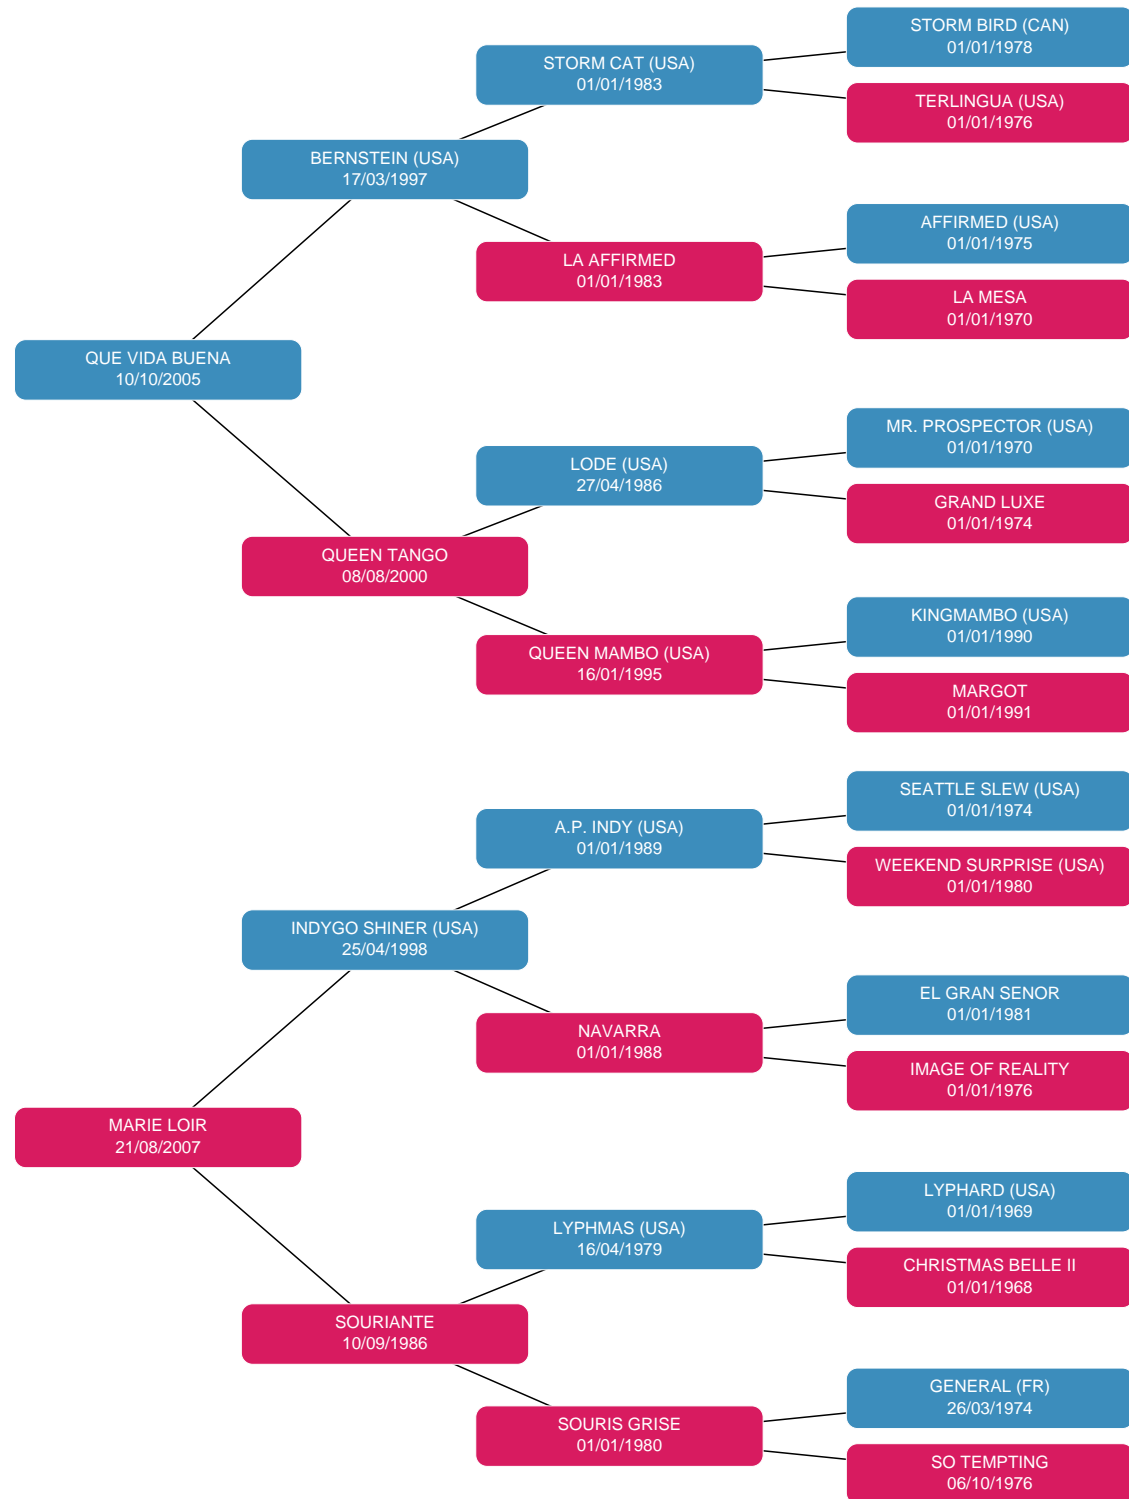 STORM BIRD (CAN)
01/01/1978
STORM CAT (USA)
01/01/1983
TERLINGUA (USA)
01/01/1976
BERNSTEIN (USA)
17/03/1997
AFFIRMED (USA)
01/01/1975
LA AFFIRMED
01/01/1983
LA MESA
01/01/1970
QUE VIDA BUENA
10/10/2005
MR. PROSPECTOR (USA)
01/01/1970
LODE (USA)
27/04/1986
GRAND LUXE
01/01/1974
QUEEN TANGO
08/08/2000
KINGMAMBO (USA)
01/01/1990
QUEEN MAMBO (USA)
16/01/1995
MARGOT
01/01/1991
SEATTLE SLEW (USA)
01/01/1974
A.P. INDY (USA)
01/01/1989
WEEKEND SURPRISE (USA)
01/01/1980
INDYGO SHINER (USA)
25/04/1998
EL GRAN SENOR
01/01/1981
NAVARRA
01/01/1988
IMAGE OF REALITY
01/01/1976
MARIE LOIR
21/08/2007
LYPHARD (USA)
01/01/1969
LYPHMAS (USA)
16/04/1979
CHRISTMAS BELLE II
01/01/1968
SOURIANTE
10/09/1986
GENERAL (FR)
26/03/1974
SOURIS GRISE
01/01/1980
SO TEMPTING
06/10/1976